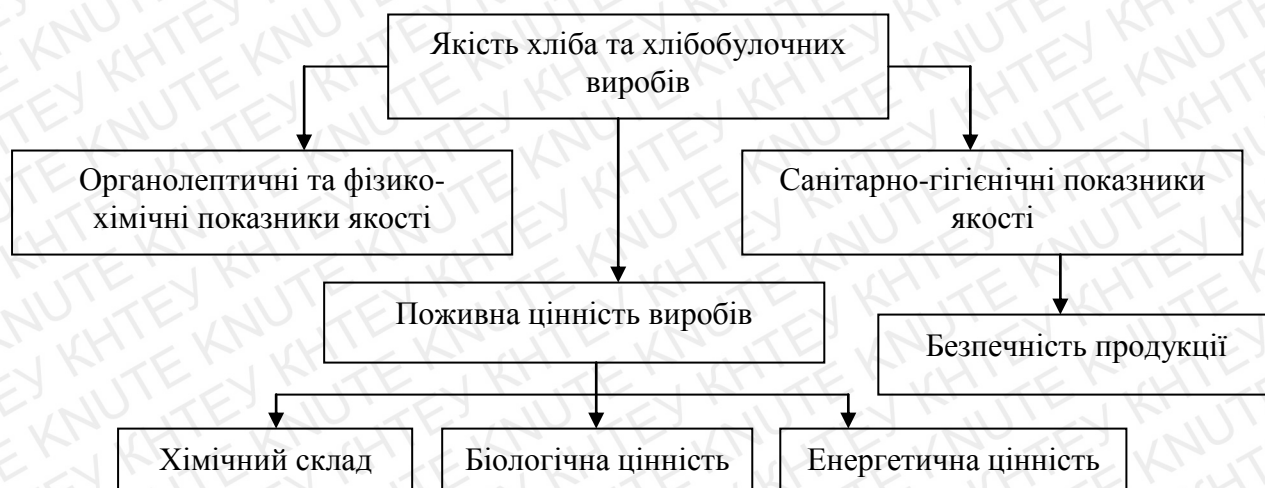 Якість хліба та хлібобулочних
виробів
Органолептичні та фізико-
хімічні показники якості
Санітарно-гігієнічні показники
якості
Поживна цінність виробів
Безпечність продукції
Хімічний склад
Біологічна цінність
Енергетична цінність